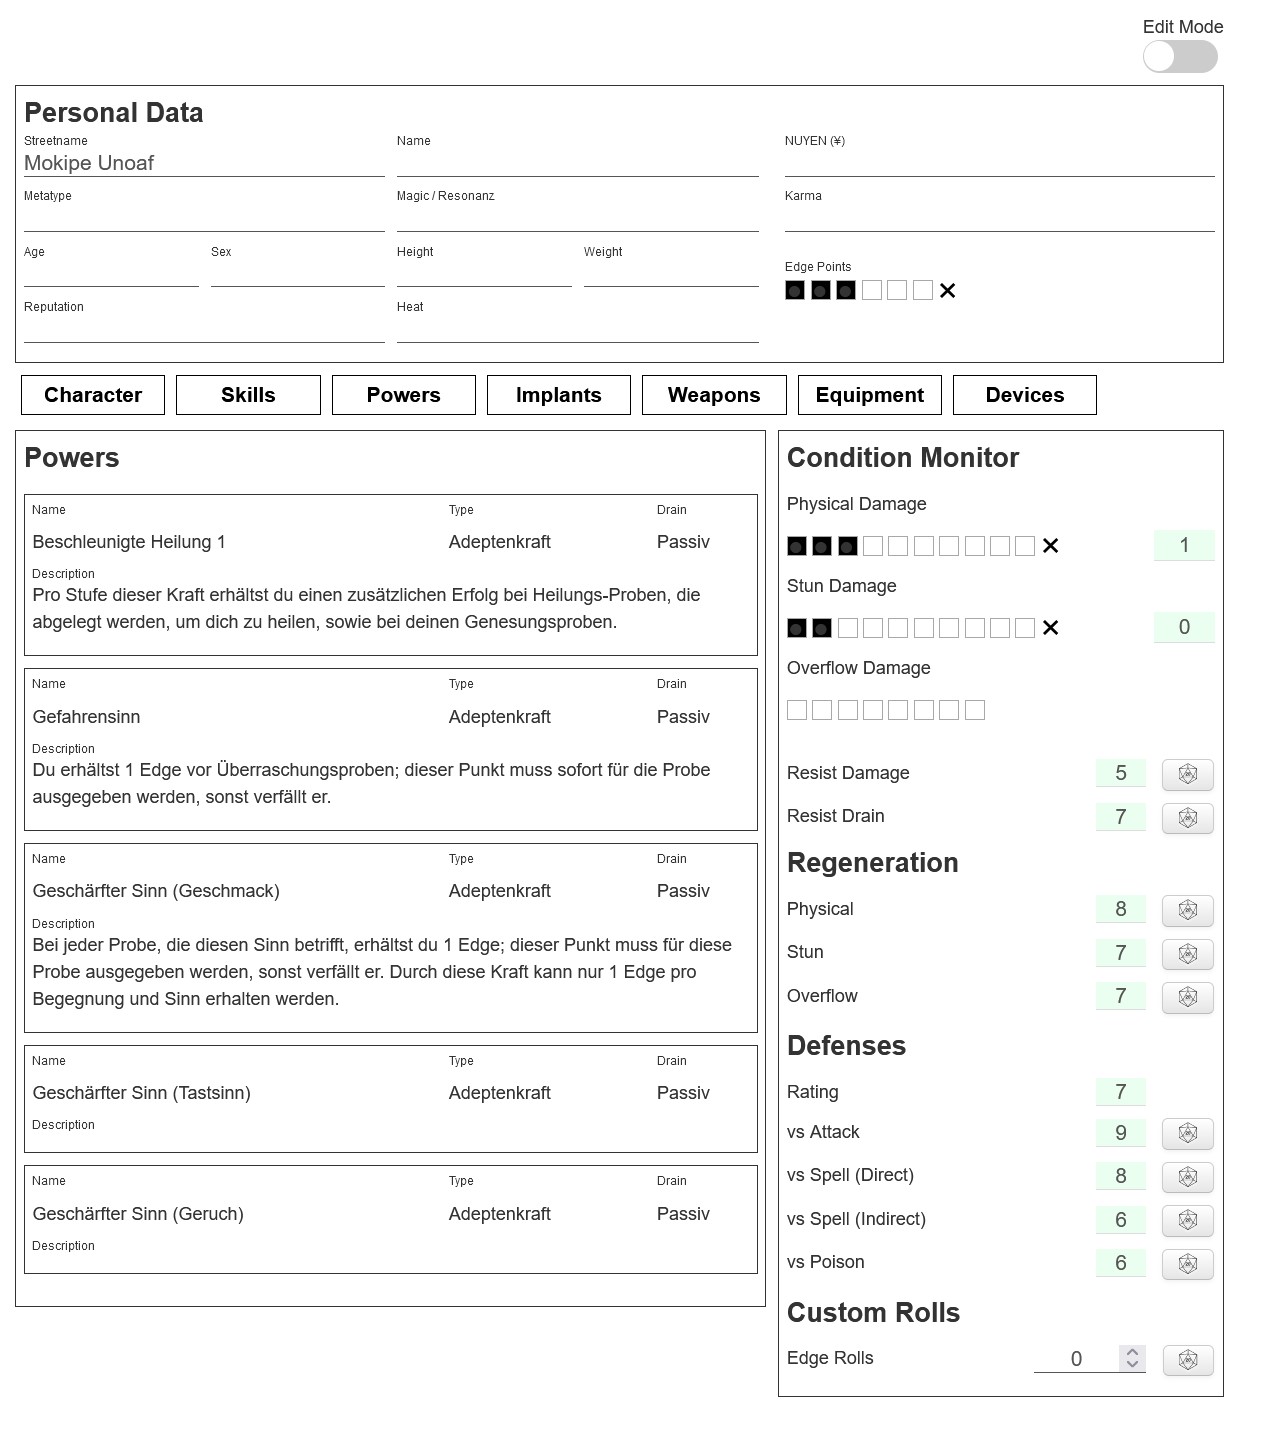 Edit Mode
Personal Data
Streetname Name NUYEN (¥)
Mokipe Unoaf
Metatype Magic / Resonanz Karma
Age Sex Height Weight
Edge Points
Reputation Heat
Character Skills Powers Implants Weapons Equipment Devices
Powers
Name Type Drain
Beschleunigte Heilung 1 Adeptenkraft Passiv
Description
Pro Stufe dieser Kraft erhältst du einen zusätzlichen Erfolg bei Heilungs-Proben, die
abgelegt werden, um dich zu heilen, sowie bei deinen Genesungsproben.
Name Type Drain
Gefahrensinn Adeptenkraft Passiv
Description
Du erhältst 1 Edge vor Überraschungsproben; dieser Punkt muss sofort für die Probe
ausgegeben werden, sonst verfällt er.
Name Type Drain
Geschärfter Sinn (Geschmack) Adeptenkraft Passiv
Description
Bei jeder Probe, die diesen Sinn betrifft, erhältst du 1 Edge; dieser Punkt muss für diese
Probe ausgegeben werden, sonst verfällt er. Durch diese Kraft kann nur 1 Edge pro
Begegnung und Sinn erhalten werden.
Name Type Drain
Geschärfter Sinn (Tastsinn) Adeptenkraft Passiv
Description
Name Type Drain
Geschärfter Sinn (Geruch) Adeptenkraft Passiv
Description
Condition Monitor
Physical Damage
1
Stun Damage
0
Overflow Damage
Resist Damage 5
Resist Drain 7
Regeneration
Physical 8
Stun 7
Overflow 7
Defenses
Rating 7
vs Attack 9
vs Spell (Direct) 8
vs Spell (Indirect) 6
vs Poison 6
Custom Rolls
Edge Rolls 0